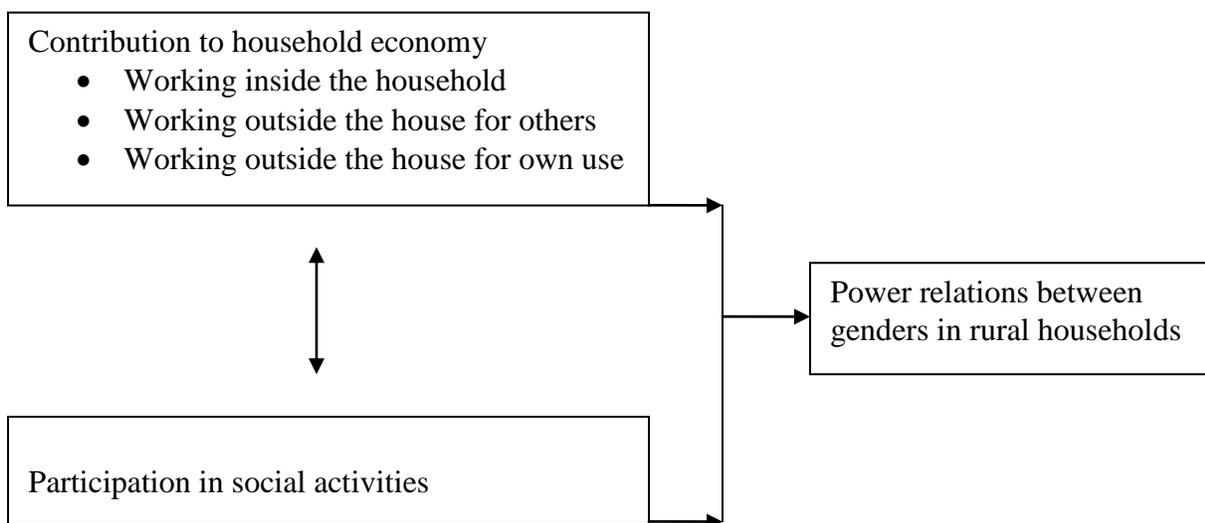 Contribution to household economy
• Working inside the household
• Working outside the house for others
• Working outside the house for own use
Power relations between
genders in rural households
Participation in social activities